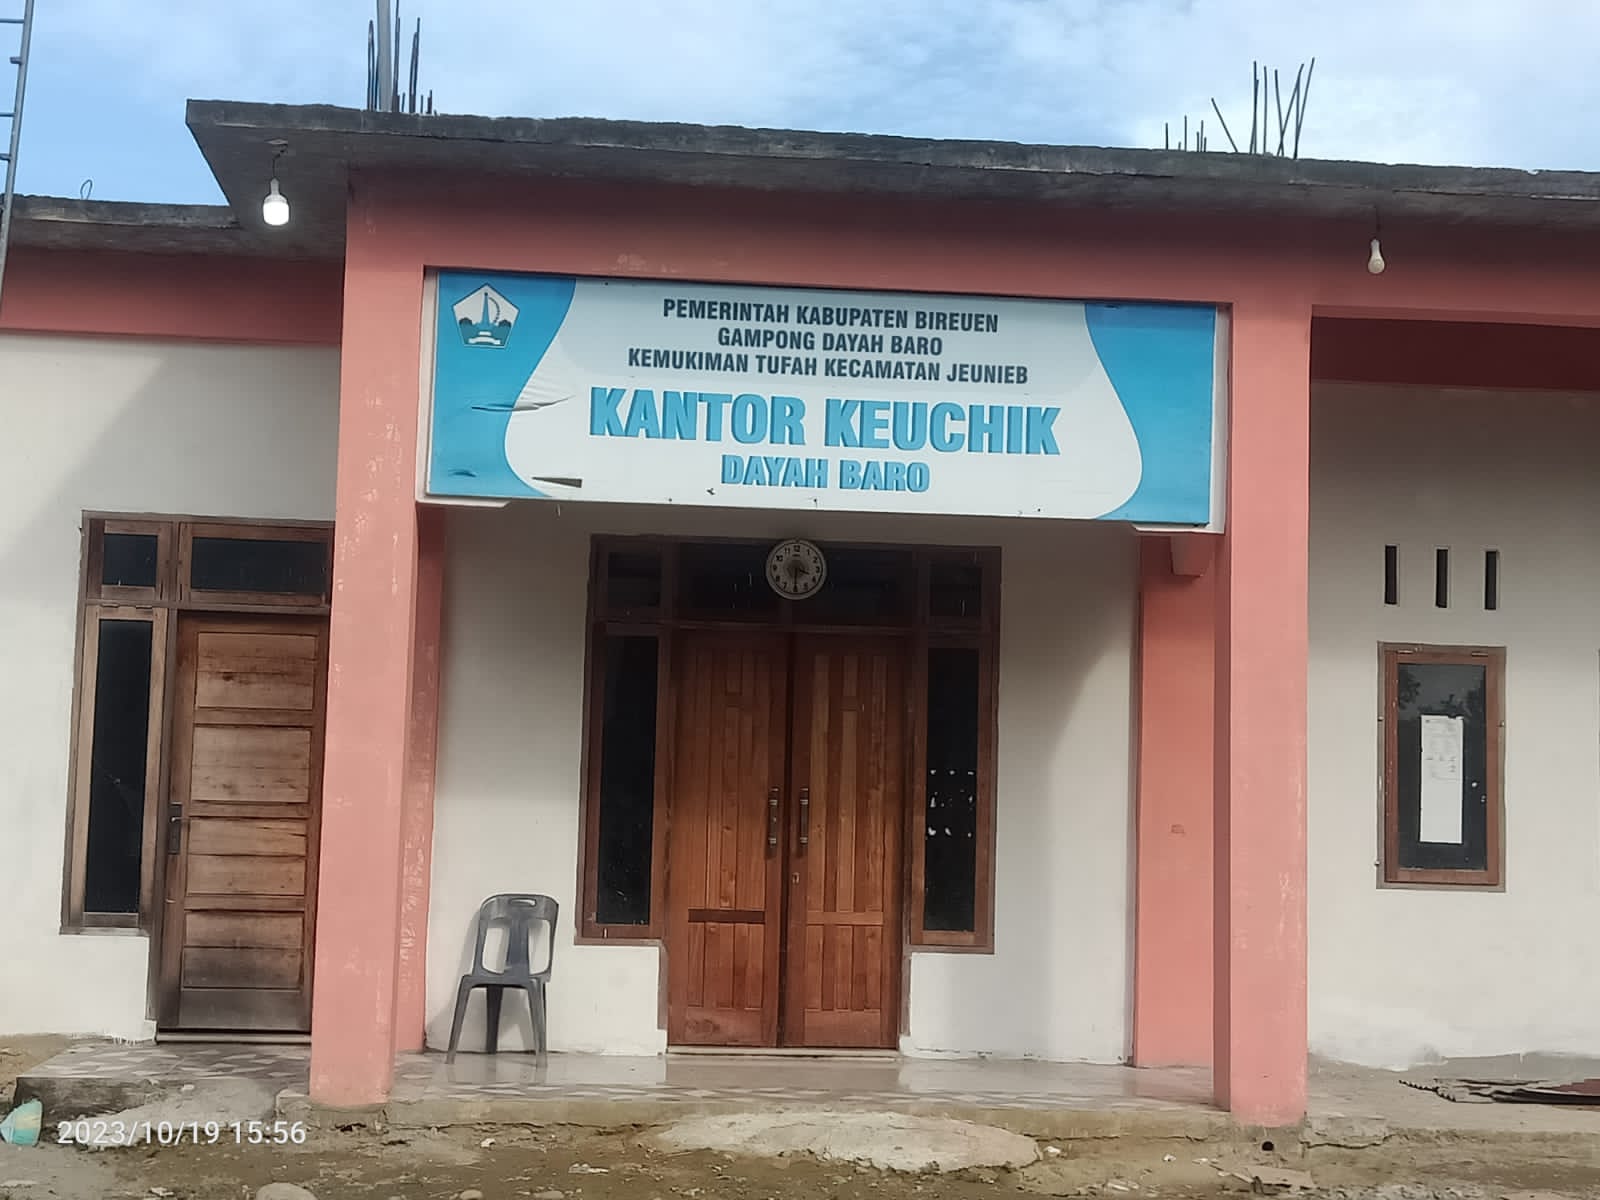 PEMERINTAH KABUPATEN BIREUEN
GAMPONG DAYAH BARO
KEMUKIMAN TUFAH KECAMATAN JEUNIEB
KANTOR KEUCHIK
DAYAH BARO
2023/10/19 15:56